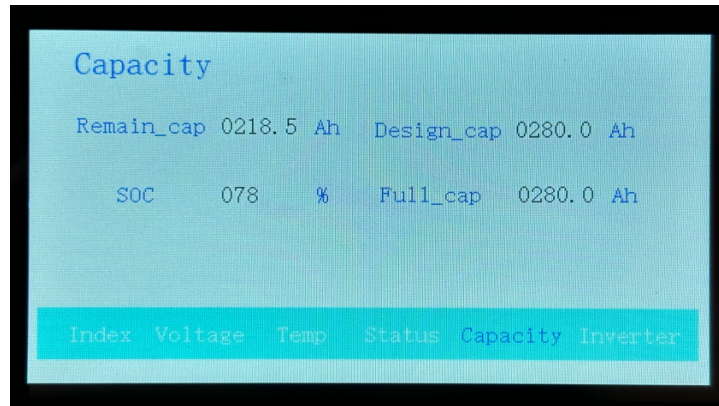 Capacity
Remain_cap 0218.5 Ah Design_cap 0280.0 Ah
SOC 078 % Full_cap 0280.0 Ah
Index Voltage Temp Status Capacity Inverter